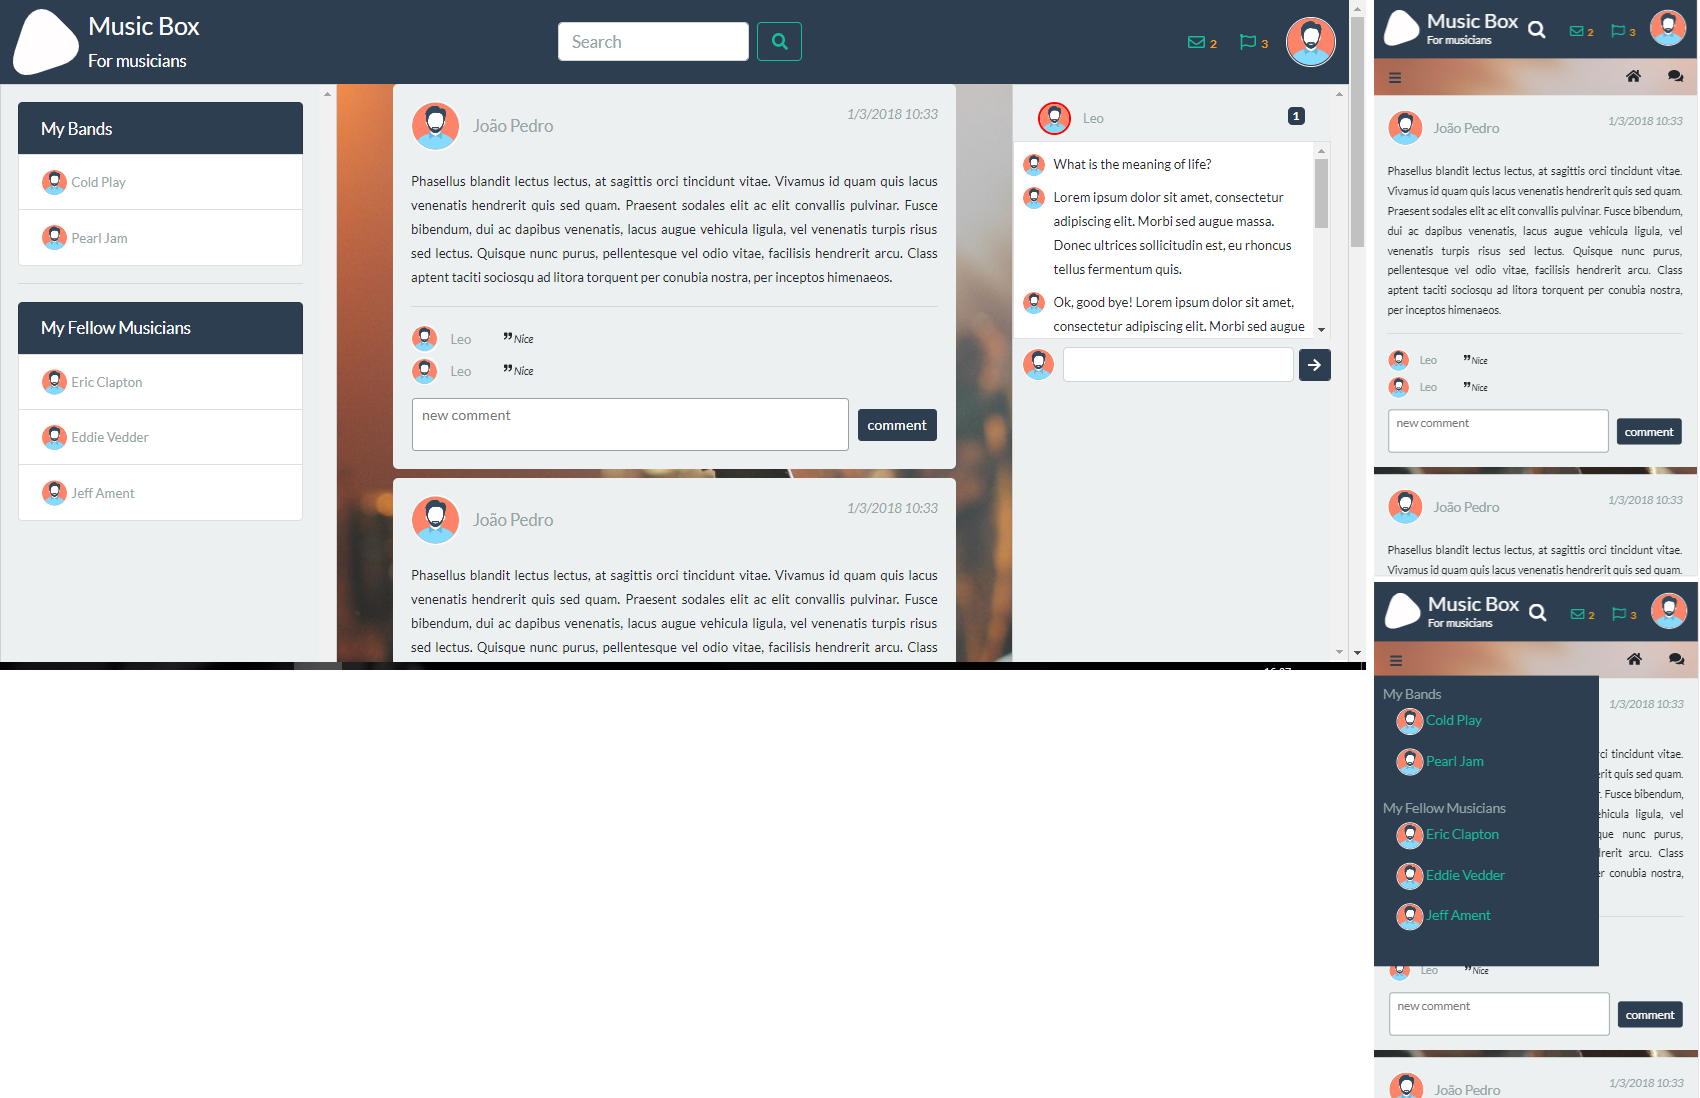 Music Box
For musicians
Search
2
3
My Bands
Cold Play
Pearl Jam
My Fellow Musicians
Eric Clapton
Eddie Vedder
Jeff Ament
João Pedro
1/3/2018 10:33
Phasellus blandit lectus lectus, at sagittis orci tincidunt vitae. Vivamus id quam quis lacus
venenatis hendrerit quis sed quam. Praesent sodales elit ac elit convallis pulvinar. Fusce
bibendum, dui ac dapibus venenatis, lacus augue vehicula ligula, vel venenatis turpis risus
sed lectus. Quisque nunc purus, pellentesque vel odio vitae, facilisis hendrerit arcu. Class
aptent taciti sociosqu ad litora torquent per conubia nostra, per inceptos himenaeos.
Leo
Nice
Leo
Nice
new comment
comment
João Pedro
1/3/2018 10:33
Phasellus blandit lectus lectus, at sagittis orci tincidunt vitae. Vivamus id quam quis lacus
venenatis hendrerit quis sed quam. Praesent sodales elit ac elit convallis pulvinar. Fusce
bibendum, dui ac dapibus venenatis, lacus augue vehicula ligula, vel venenatis turpis risus
sed lectus. Quisque nunc purus, pellentesque vel odio vitae, facilisis hendrerit arcu. Class
Leo
1
What is the meaning of life?
Lorem ipsum dolor sit amet, consectetur
adipiscing elit. Morbi sed augue massa.
Donec ultrices sollicitudin est, eu rhoncus
tellus fermentum quis.
Ok, good bye! Lorem ipsum dolor sit amet,
consectetur adipiscing elit. Morbi sed augue
Music Box
For musicians
2
3
João Pedro
1/3/2018 10:33
Phasellus blandit lectus lectus, at sagittis orci tincidunt vitae.
Vivamus id quam quis lacus venenatis hendrerit quis sed quam.
Praesent sodales elit ac elit convallis pulvinar. Fusce bibendum,
dui ac dapibus venenatis, lacus augue vehicula ligula, vel
venenatis turpis risus sed lectus. Quisque nunc purus,
pellentesque vel odio vitae, facilisis hendrerit arcu. Class
aptent taciti sociosqu ad litora torquent per conubia nostra,
per inceptos himenaeos.
Leo
Nice
Leo
Nice
new comment
comment
João Pedro
1/3/2018 10:33
Phasellus blandit lectus lectus, at sagittis orci tincidunt vitae.
Vivamus id quam quis lacus venenatis hendrerit quis sed quam.
Music Box
For musicians
2
3
My Bands
Cold Play
Pearl Jam
My Fellow Musicians
Eric Clapton
Eddie Vedder
Jeff Ament
1/3/2018 10:33
tincidunt vitae.
quis sed quam.
Fusce bibendum,
ligula, vel
nunc purus,
arcu. Class
conubia nostra,
Leo
Nice
new comment
comment
João Pedro
1/3/2018 10:33